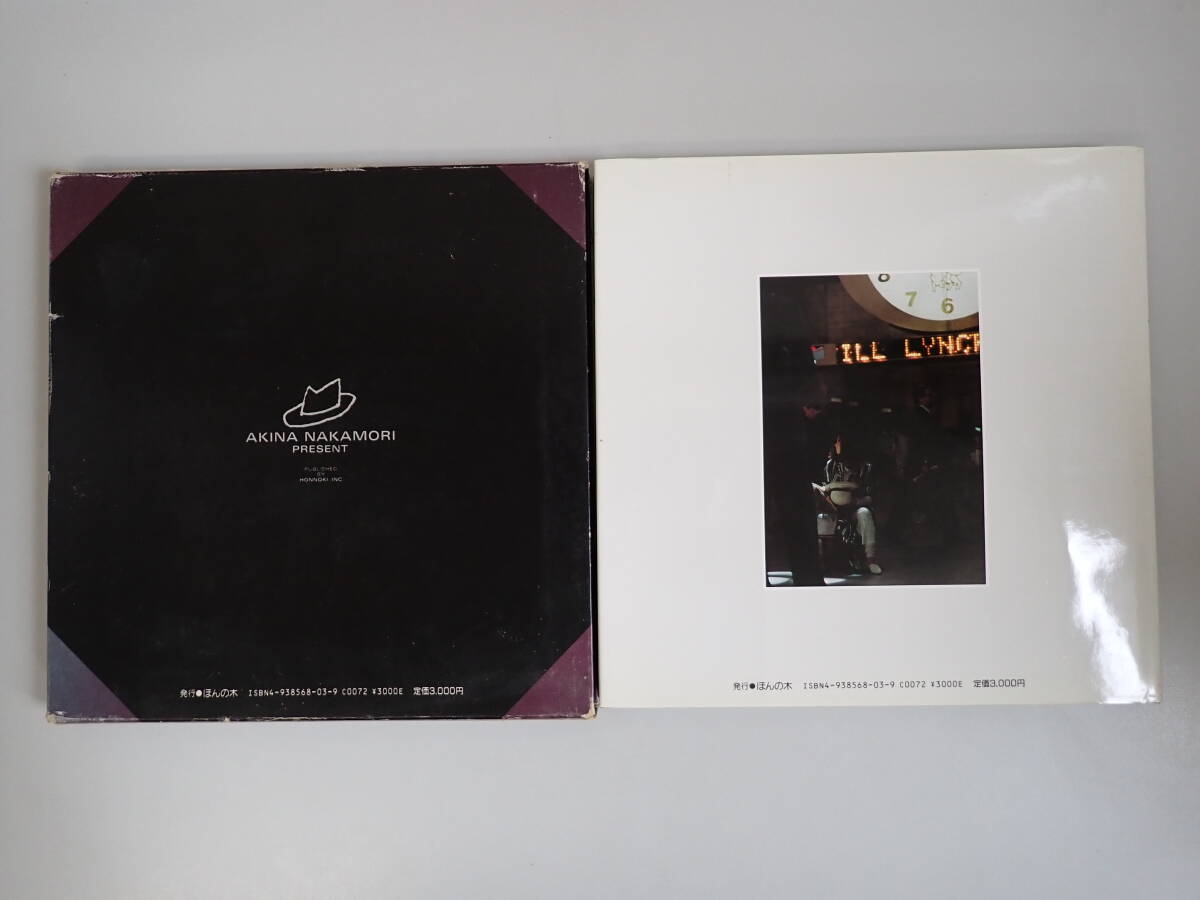 AKINA NAKAMORI
PRESENT
PUBLISHED
BY
HONNOKI.INC
発行●ほんの木 ISBN4-938568-03-9 C0072 ¥3000E 定価3,000円
8
7
6
ILL LYNCH
発行●ほんの木 ISBN4-938568-03-9 C0072 ¥3000E 定価3,000円